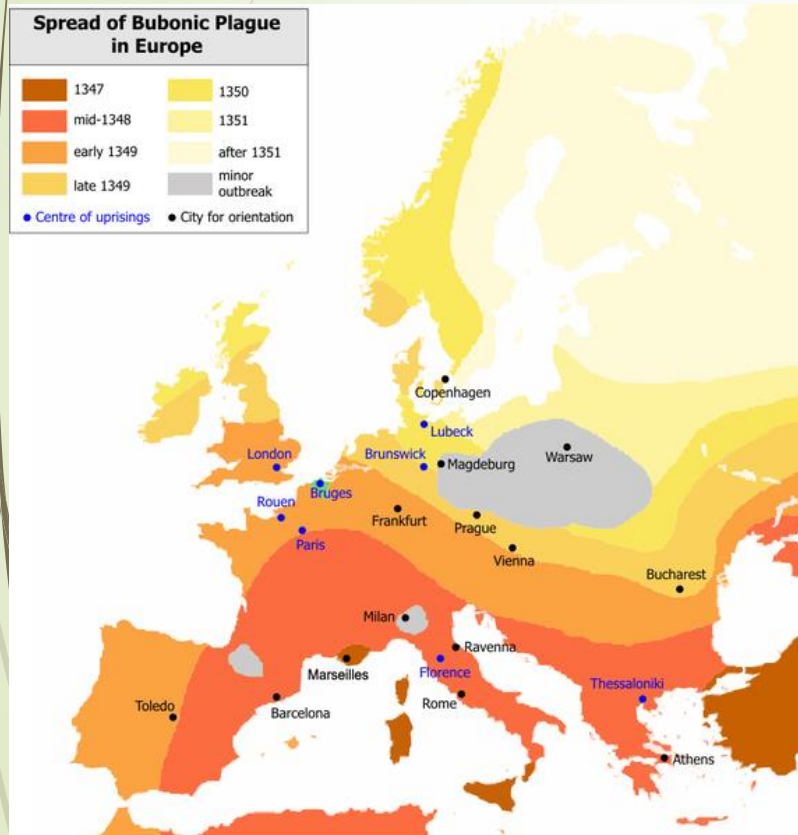 Spread of Bubonic Plague
in Europe
1347
1350
mid-1348
1351
early 1349
after 1351
late 1349
minor
outbreak
Centre of uprisings
City for orientation
Copenhagen
Lubeck
London
Brunswick
Magdeburg
Warsaw
Bruges
Rouen
Frankfurt
Prague
Paris
Vienna
Bucharest
Milan
Ravenna
Marseilles
Florence
Thessaloniki
Toledo
Barcelona
Rome
Athens